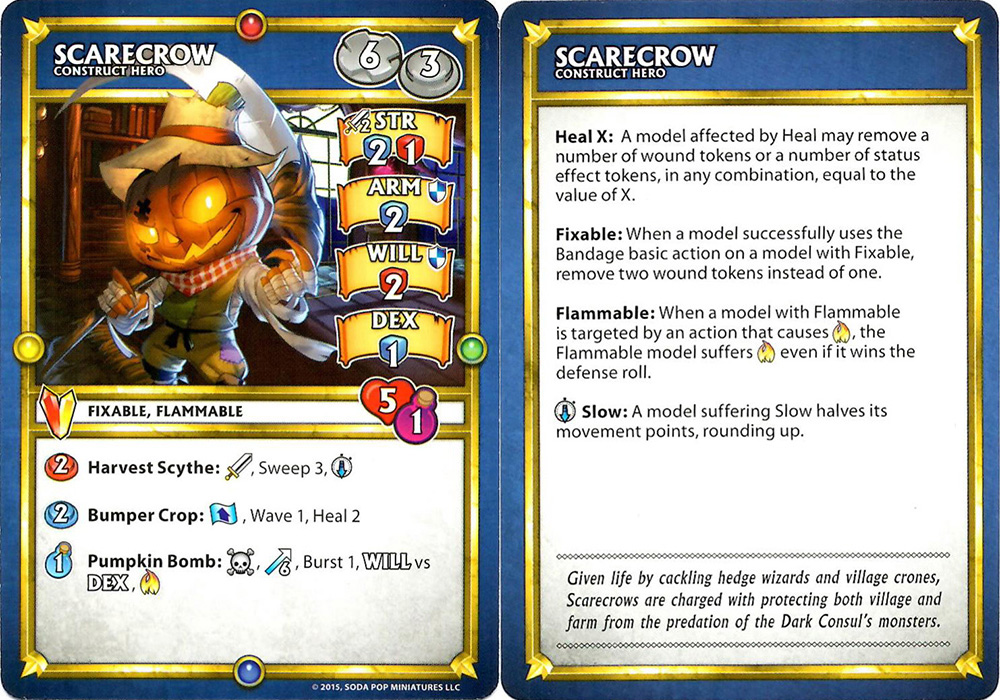 SCARECROW
CONSTRUCT HERO
6
3
2 STR
2 1
ARM
2
WILL
2
DEX
1
FIXABLE, FLAMMABLE
5
1
2 Harvest Scythe: , Sweep 3,
2 Bumper Crop: , Wave 1, Heal 2
1 Pumpkin Bomb: , 6, Burst 1, WILL vs
DEX,
© 2015, SODA POP MINIATURES LLC
SCARECROW
CONSTRUCT HERO
Heal X: A model affected by Heal may remove a
number of wound tokens or a number of status
effect tokens, in any combination, equal to the
value of X.
Fixable: When a model successfully uses the
Bandage basic action on a model with Fixable,
remove two wound tokens instead of one.
Flammable: When a model with Flammable
is targeted by an action that causes , the
Flammable model suffers even if it wins the
defense roll.
Slow: A model suffering Slow halves its
movement points, rounding up.
Given life by cackling hedge wizards and village crones,
Scarecrows are charged with protecting both village and
farm from the predation of the Dark Consul's monsters.